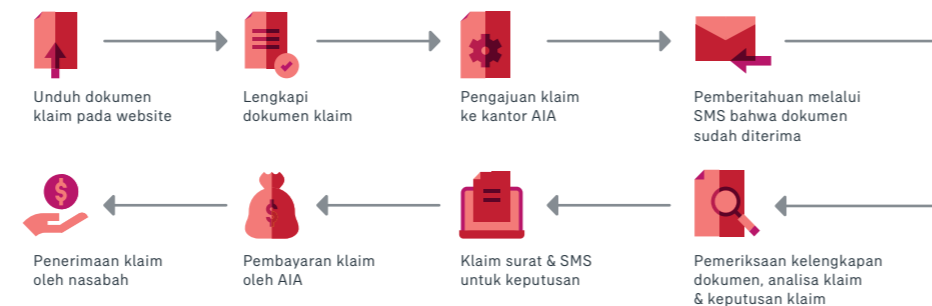 Unduh dokumen
klaim pada website
Lengkapi
dokumen klaim
Pengajuan klaim
ke kantor AIA
Pemberitahuan melalui
SMS bahwa dokumen
sudah diterima
Pemeriksaan kelengkapan
dokumen, analisa klaim
& keputusan klaim
Klaim surat & SMS
untuk keputusan
$
Pembayaran klaim
oleh AIA
$
Penerimaan klaim
oleh nasabah